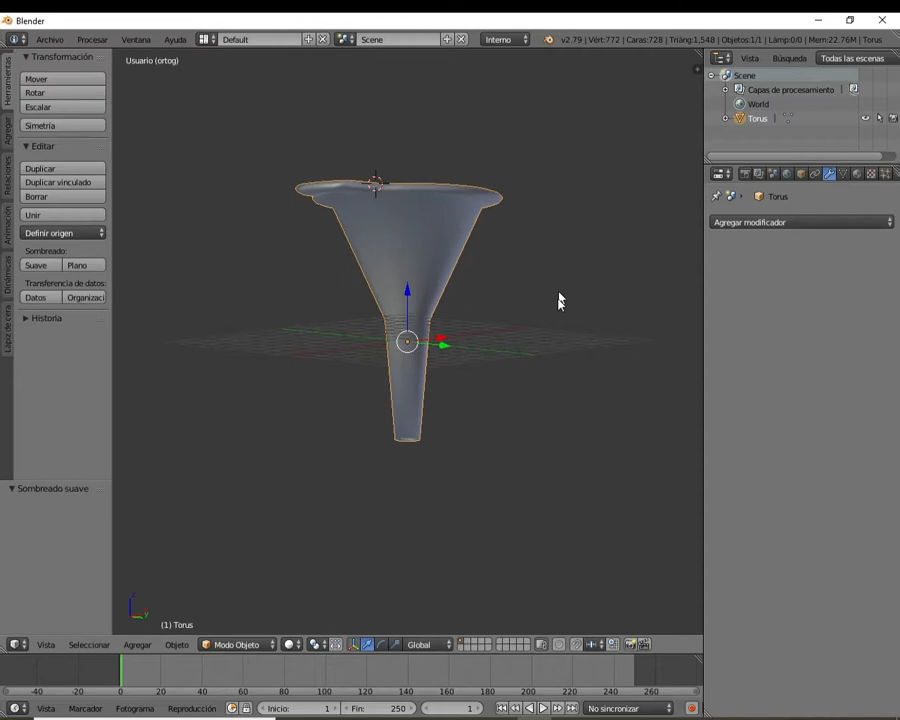 Blender
Archivo Procesar Ventana Ayuda Default Scene Interno v2.79 | Vért:772 | Caras:728 | Triáng:1,548 | Objetos:1/1 | Lámp:0/0 | Mem:22.76M | Torus
Herramientas
Agregar
Relaciones
Animación
Dinámicas
Lápiz de cera
Transformación
Mover
Rotar
Escalar
Simetría
Editar
Duplicar
Duplicar vinculado
Borrar
Unir
Definir origen
Sombreado:
Suave Plano
Transferencia de datos:
Datos Organizaci
Historia
Sombreado suave
Usuario (ortog)
z
y
(1) Torus
Vista Búsqueda Todas las escenas
Scene
Capas de procesamiento |
World
Torus |
Torus
Agregar modificador
Vista Seleccionar Agregar Objeto Modo Objeto Global
-40 -20 0 20 40 60 80 100 120 140 160 180 200 220 240 260
Vista Marcador Fotograma Reproducción Inicio: 1 Fin: 250 1 No sincronizar